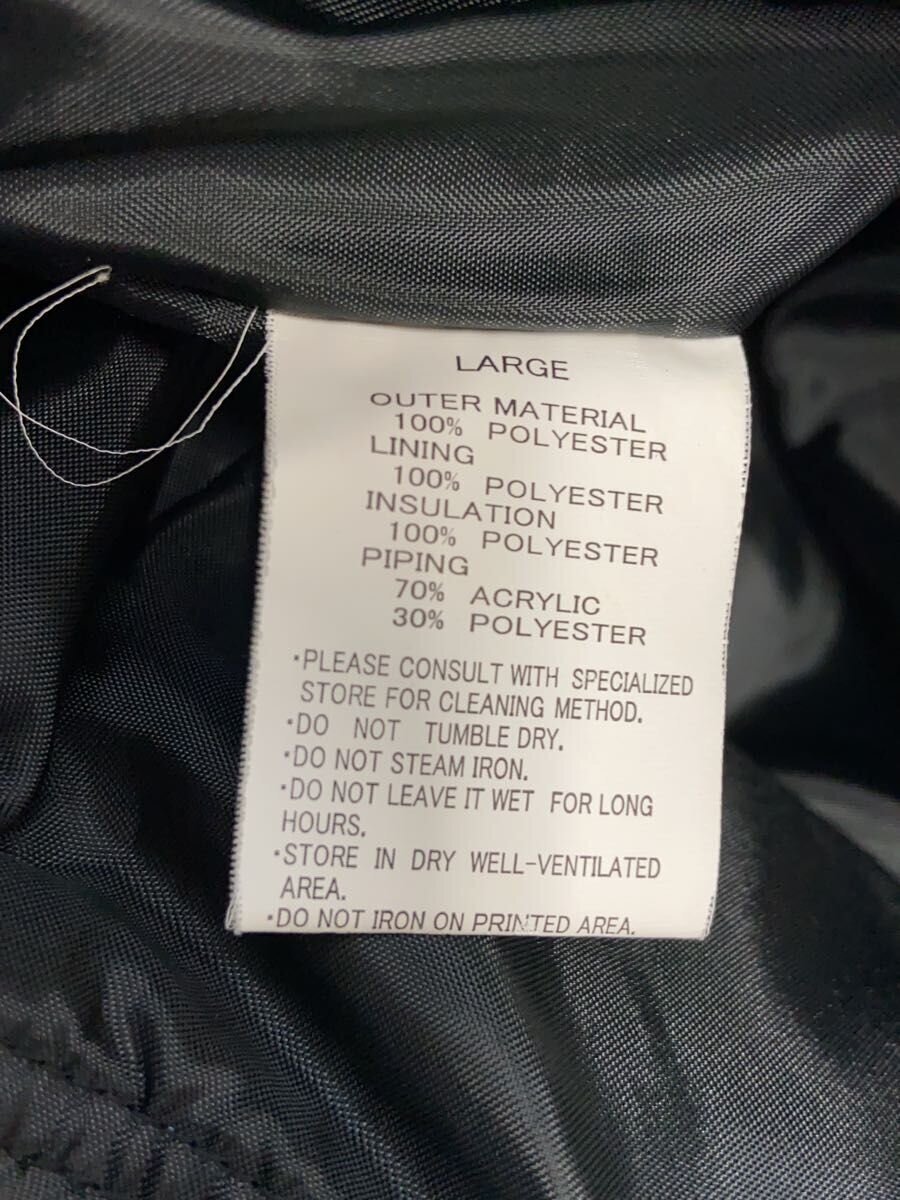 LARGE
OUTER MATERIAL
100% POLYESTER
LINING
100% POLYESTER
INSULATION
100% POLYESTER
PIPING
70% ACRYLIC
30% POLYESTER
・PLEASE CONSULT WITH SPECIALIZED
STORE FOR CLEANING METHOD.
・DO NOT TUMBLE DRY.
・DO NOT STEAM IRON.
・DO NOT LEAVE IT WET FOR LONG
HOURS.
・STORE IN DRY WELL-VENTILATED
AREA.
・DO NOT IRON ON PRINTED AREA.